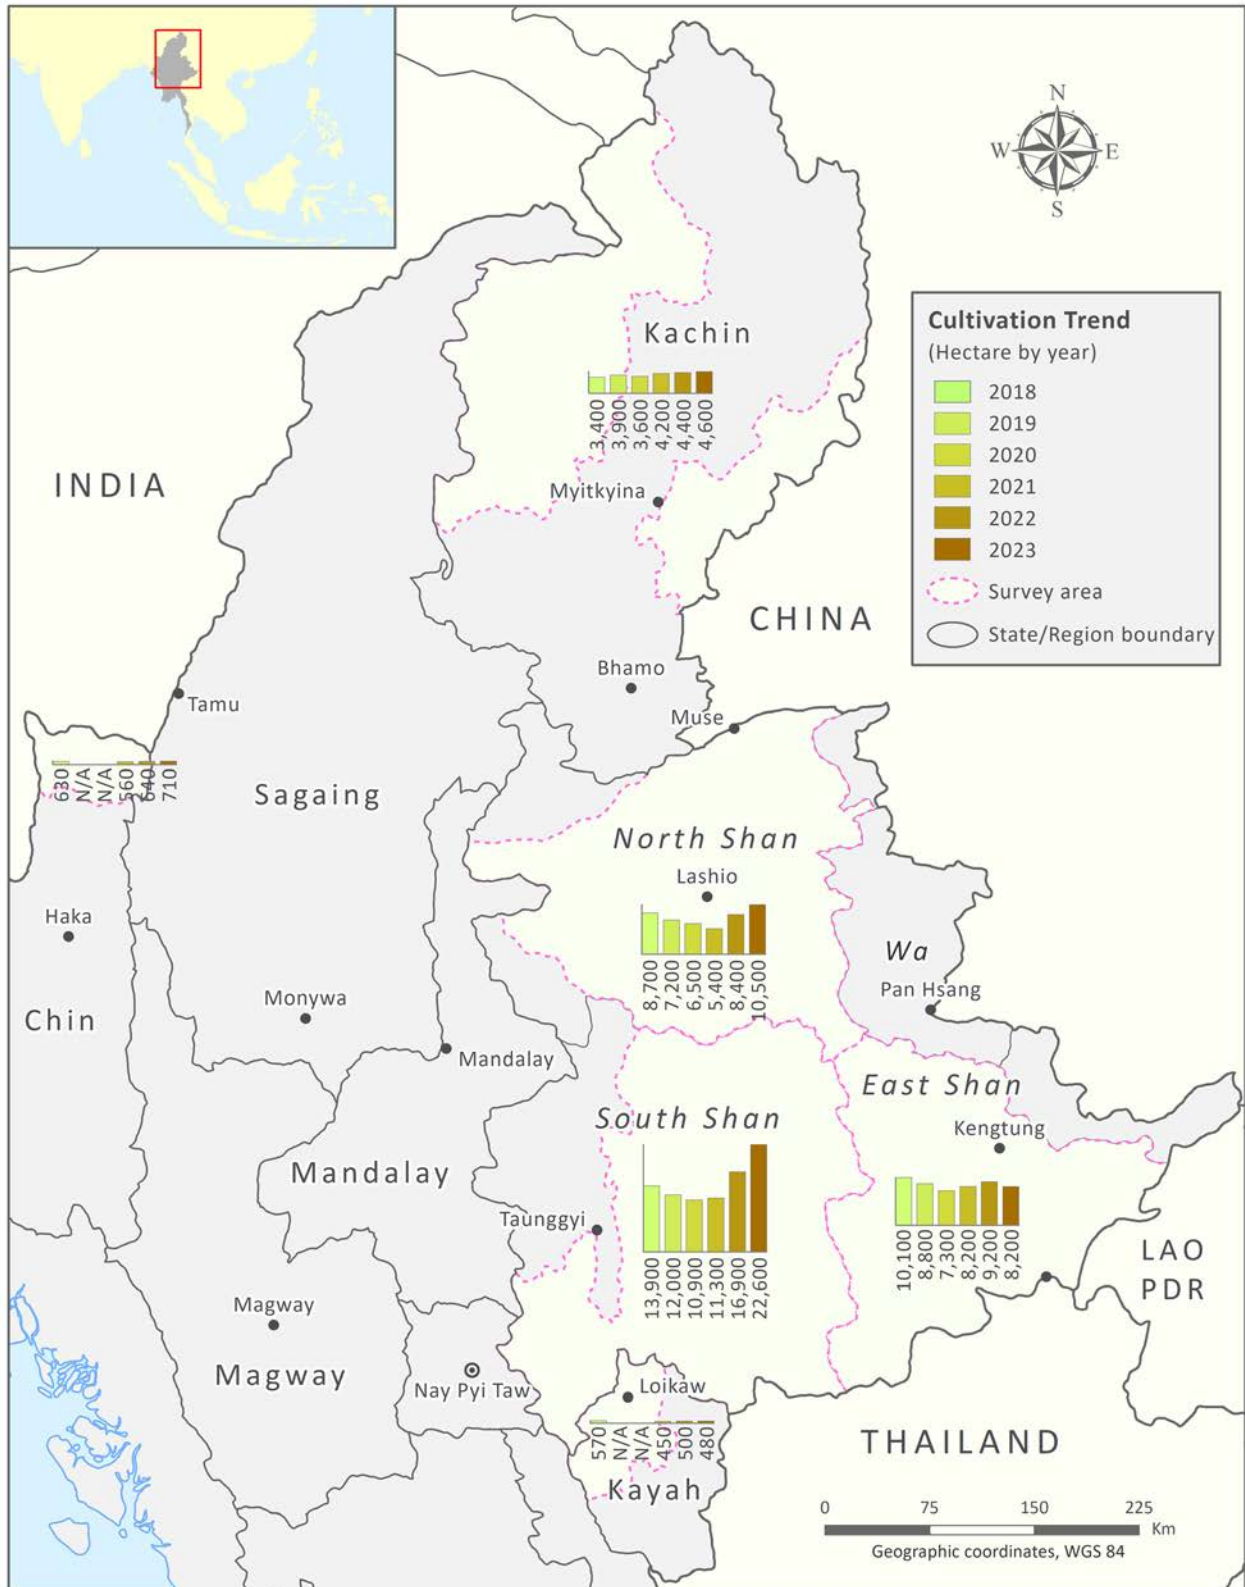 N
W
E
S
Kachin
3,400
3,900
3,600
4,200
4,400
4,600
Cultivation Trend
(Hectare by year)
2018
2019
2020
2021
2022
2023
Survey area
State/Region boundary
INDIA
Myitkyina
CHINA
Bhamo
Tamu
Muse
630
N/A
N/A
560
640
710
Sagaing
North Shan
Lashio
8,700
7,200
6,500
5,400
8,400
10,500
Haka
Wa
Pan Hsang
Monywa
Chin
Mandalay
East Shan
South Shan
Kengtung
Mandalay
Taunggyi
13,900
12,000
10,900
11,300
16,900
22,600
10,100
8,800
7,300
8,200
9,200
8,200
LAO
PDR
Magway
Magway
Nay Pyi Taw
Loikaw
570
N/A
N/A
450
500
480
Kayah
THAILAND
0 75 150 225
Km
Geographic coordinates, WGS 84